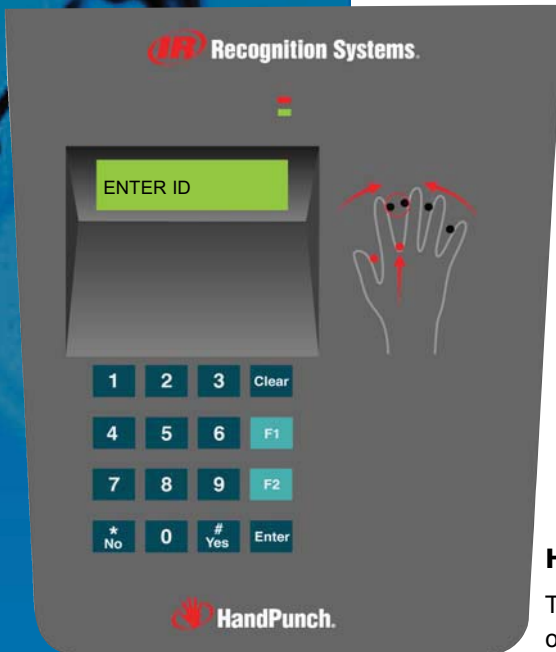 IR Recognition Systems.
ENTER ID
1 2 3 Clear
4 5 6 F1
7 8 9 F2
* No 0 # Yes Enter
HandPunch.
H
T
o